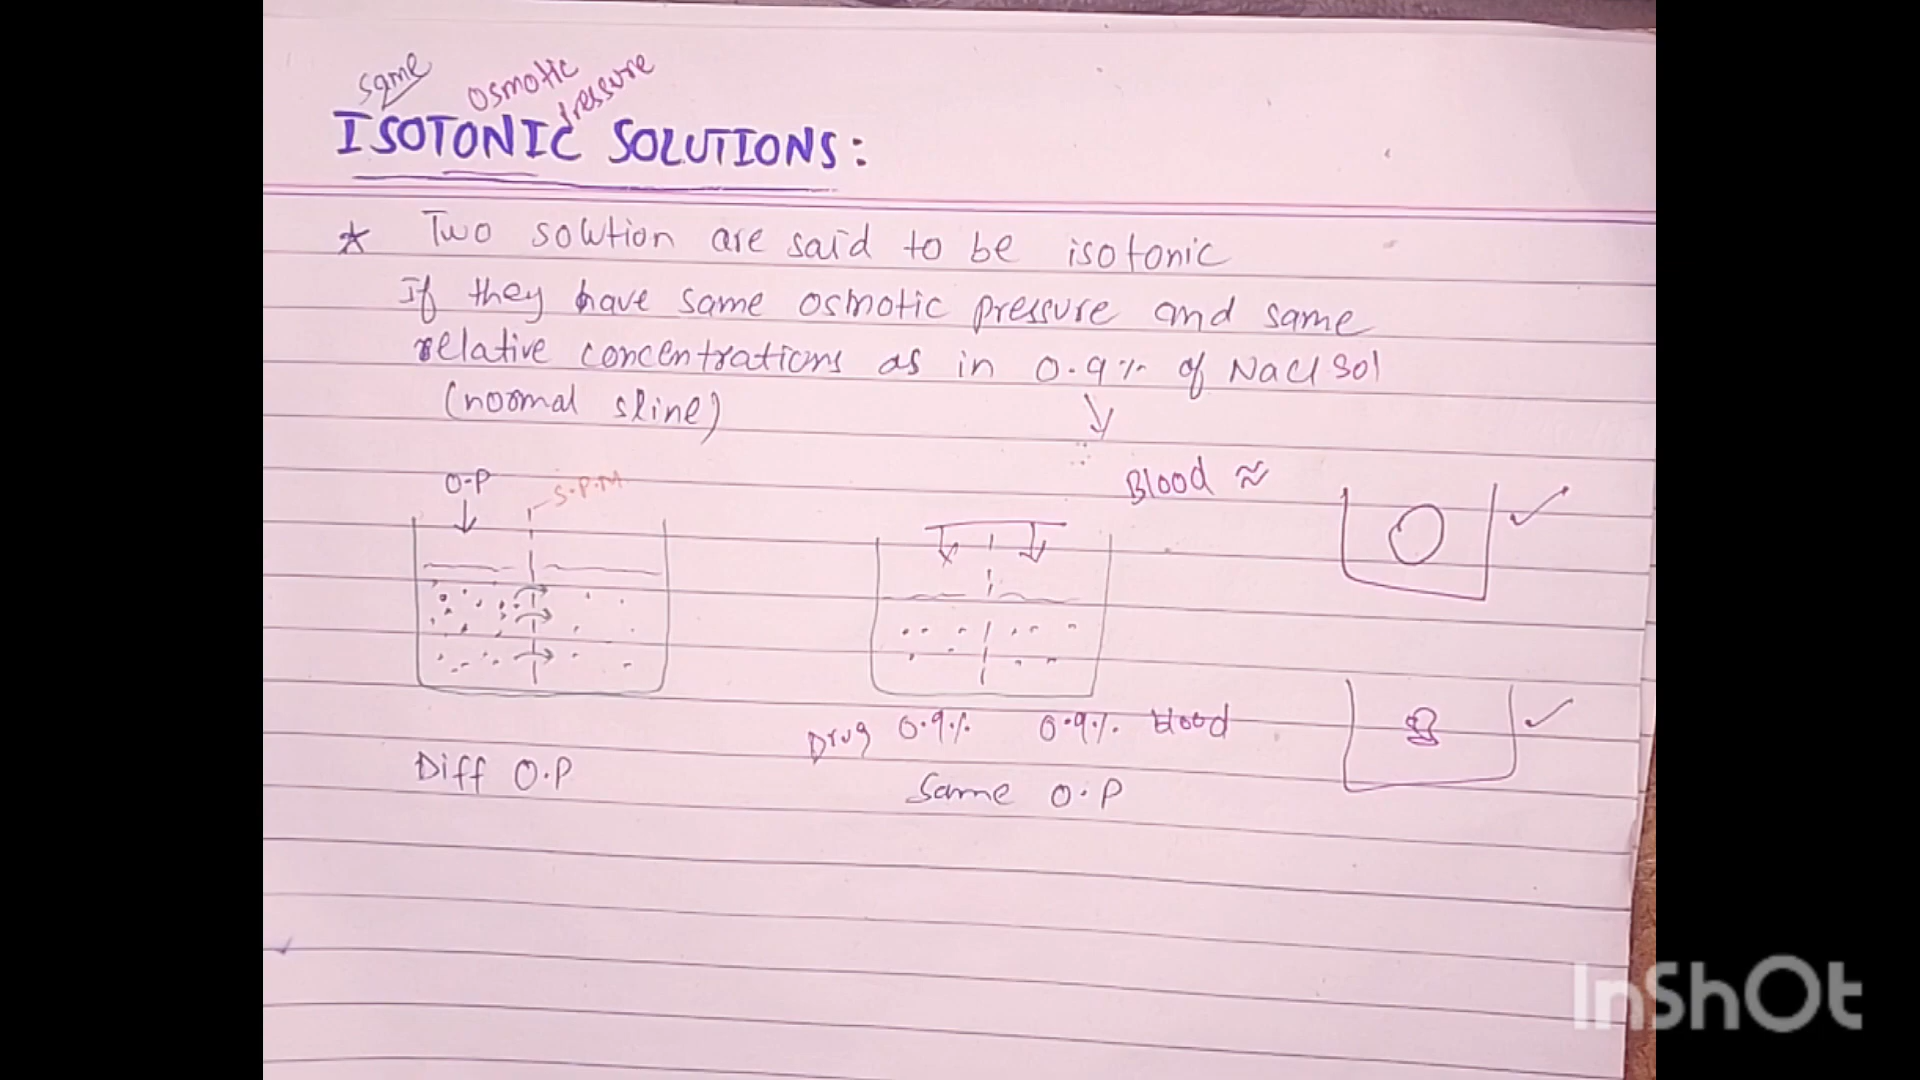 same
osmotic
pressure
ISOTONIC SOLUTIONS:
* Two solution are said to be isotonic
If they have same osmotic pressure and same
relative concentrations as in 0.9% of NaCl Sol
(normal sline)
Blood ≈
O.P
S.P.M
Drug 0.9% 0.9% blood
Diff O.P
Same O.P
InShOt